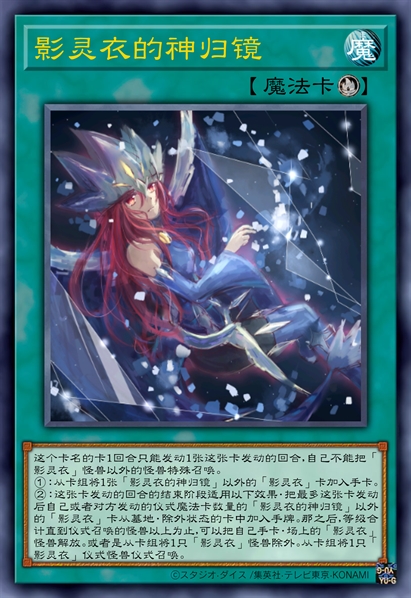 影灵衣的神归镜
魔
【魔法卡】
这个卡名的卡1回合只能发动1张这张卡发动的回合,自己不能把「
影灵衣」怪兽以外的怪兽特殊召唤。
①:从卡组将1张「影灵衣的神归镜」以外的「影灵衣」卡加入手卡。
②:这张卡发动的回合的结束阶段适用以下效果·把最多这张卡发动
后自己或者对方发动的仪式魔法卡数量的「影灵衣的神归镜」以外
的「影灵衣」卡从墓地·除外状态的卡中加入手牌。那之后,等级合
计直到仪式召唤的怪兽以上为止,可以把自己手卡·场上的「影灵衣」
怪兽解放。或者是从卡组将1只「影灵衣」怪兽除外。从卡组将1只「
影灵衣」仪式怪兽仪式召唤。
©スタジオ·ダイス /集英社·テレビ東京·KONAMI